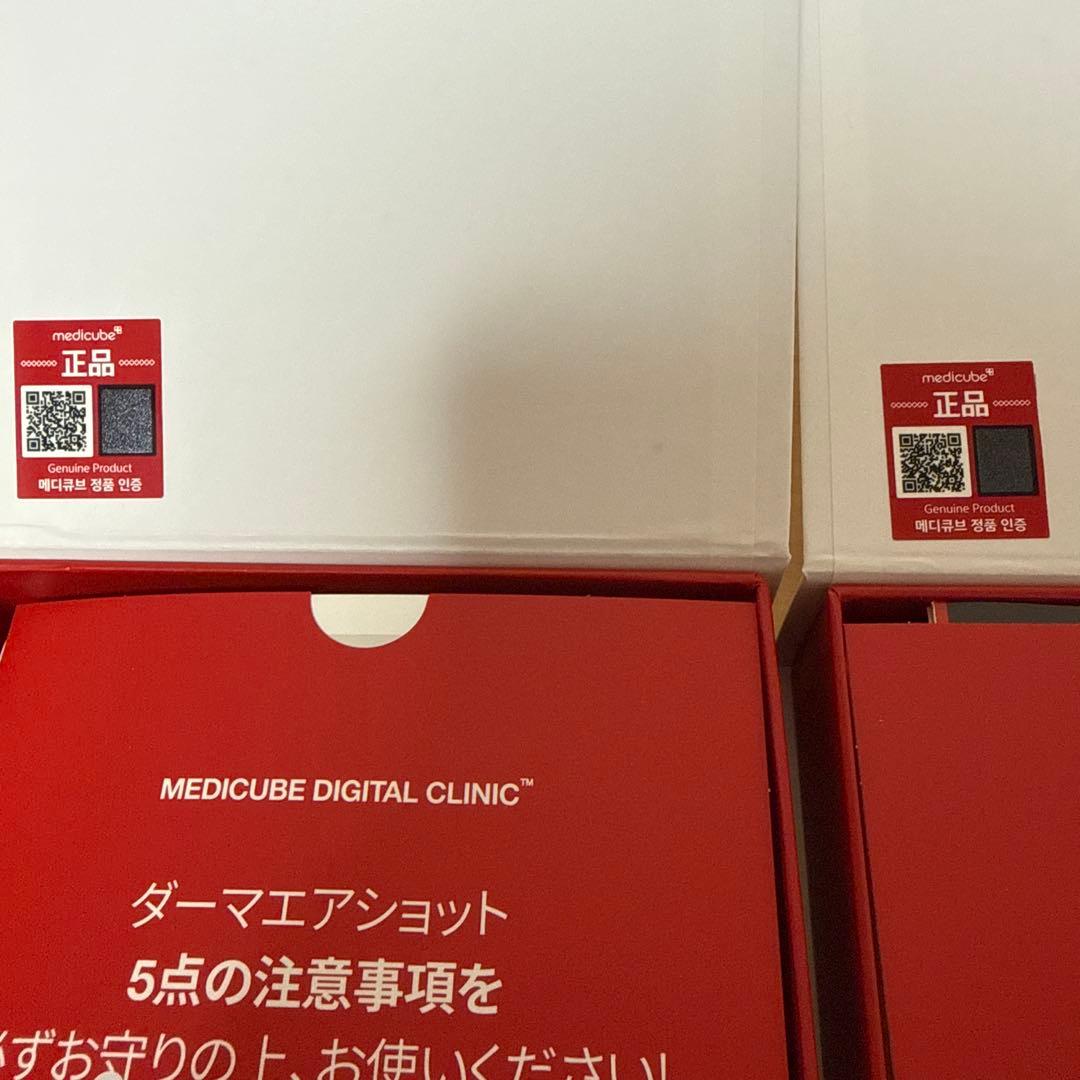 medicube
正品
Genuine Product
메디큐브 정품 인증
medicube
正品
Genuine Product
메디큐브 정품 인증
MEDICUBE DIGITAL CLINIC™
ダーマエアショット
5点の注意事項を
必ずお守りの上、お使いください!